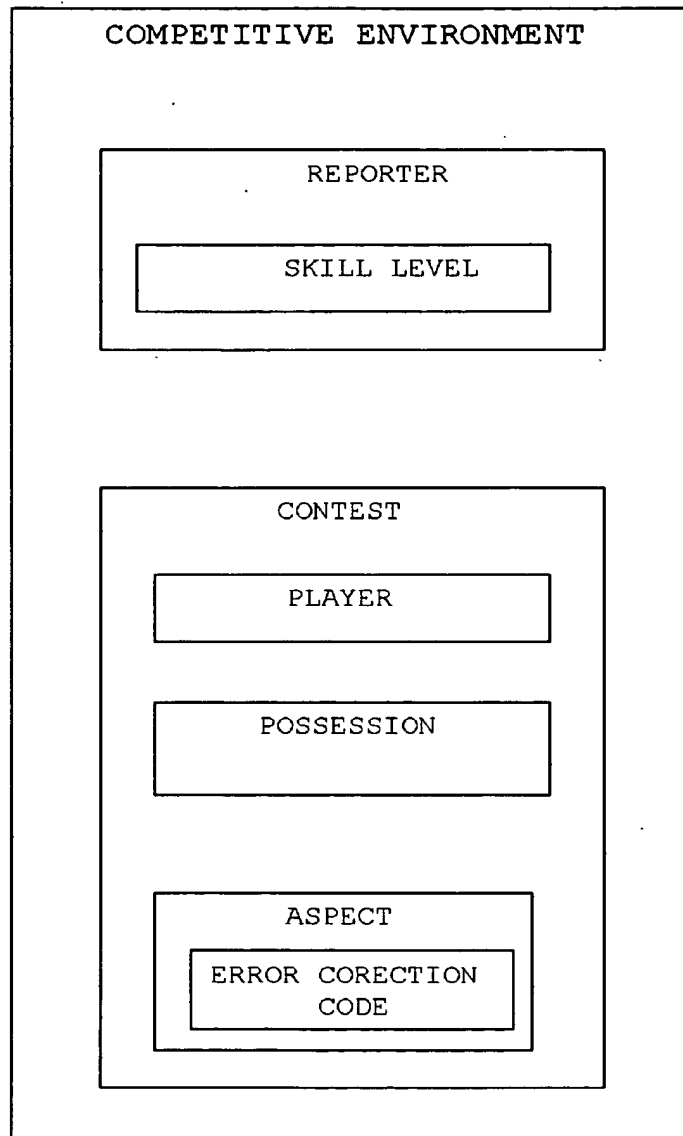 COMPETITIVE ENVIRONMENT
REPORTER
SKILL LEVEL
CONTEST
PLAYER
POSSESSION
ASPECT
ERROR CORECTION
CODE